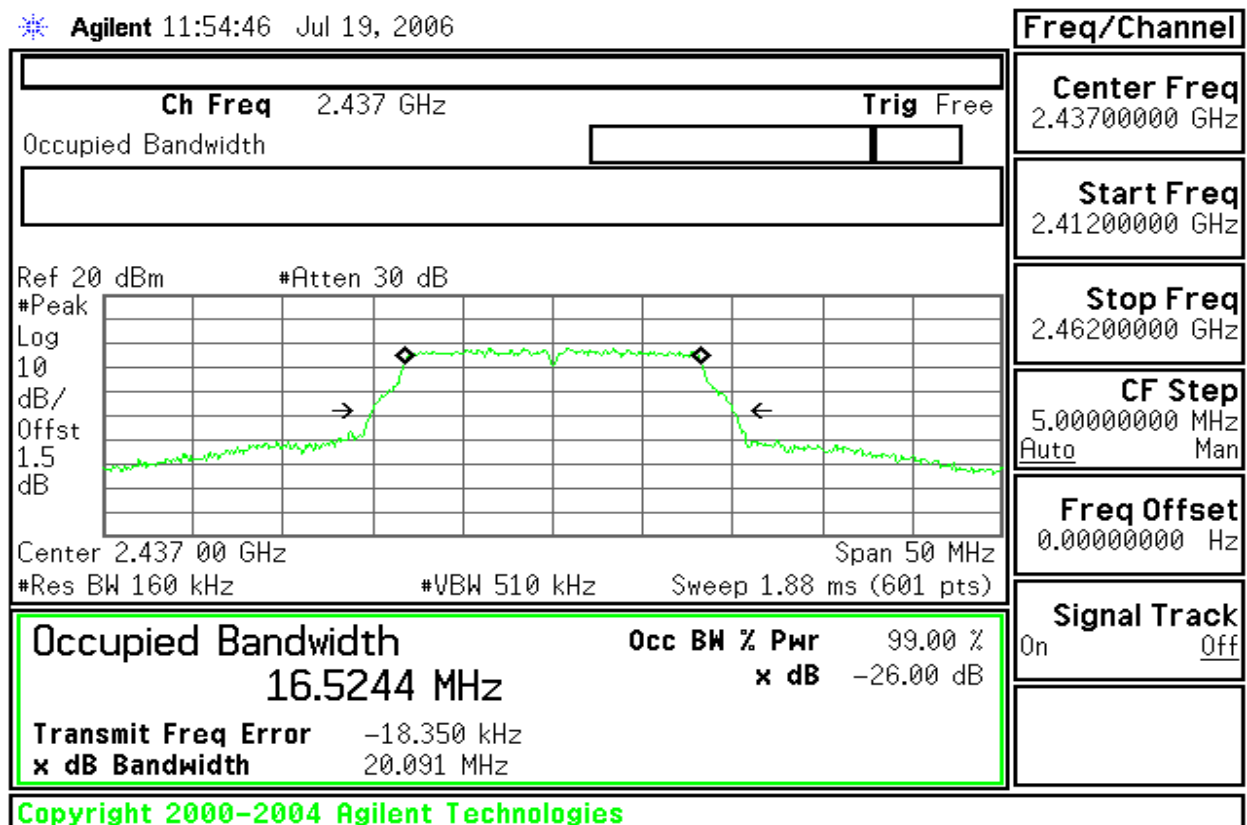 Agilent 11:54:46 Jul 19, 2006
Freq/Channel
Ch Freq 2.437 GHz Trig Free
Occupied Bandwidth
Center Freq
2.43700000 GHz
Start Freq
2.41200000 GHz
Stop Freq
2.46200000 GHz
CF Step
5.00000000 MHz
Auto Man
Freq Offset
0.00000000 Hz
Signal Track
On Off
Ref 20 dBm #Atten 30 dB
#Peak
Log
10
dB/
Offst
1.5
dB
Center 2.437 00 GHz Span 50 MHz
#Res BW 160 kHz #VBW 510 kHz Sweep 1.88 ms (601 pts)
Occupied Bandwidth Occ BW % Pwr 99.00 %
16.5244 MHz x dB -26.00 dB
Transmit Freq Error -18.350 kHz
x dB Bandwidth 20.091 MHz
Copyright 2000-2004 Agilent Technologies